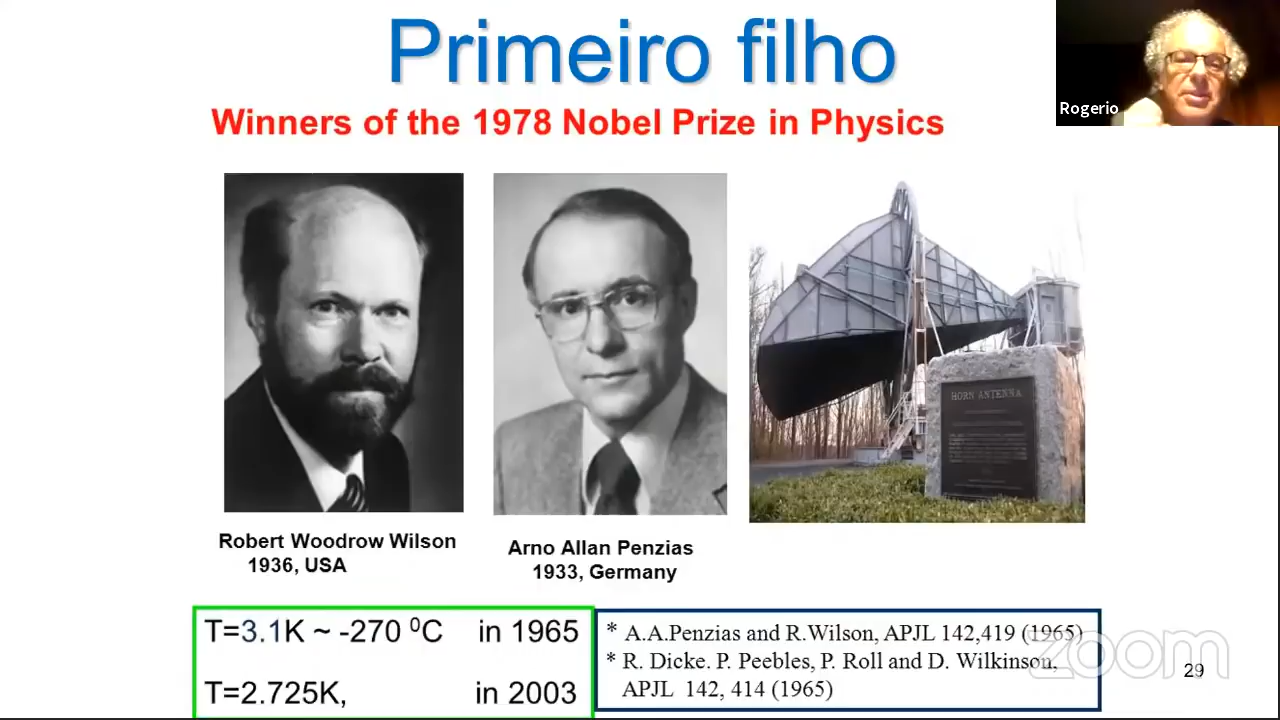 Primeiro filho
Winners of the 1978 Nobel Prize in Physics
Rogerio
HORN ANTENNA
Robert Woodrow Wilson
1936, USA
Arno Allan Penzias
1933, Germany
T=3.1K ~ -270 ⁰C in 1965
T=2.725K, in 2003
* A.A.Penzias and R.Wilson, APJL 142,419 (1965)
* R. Dicke. P. Peebles, P. Roll and D. Wilkinson,
APJL 142, 414 (1965)
zoom
29